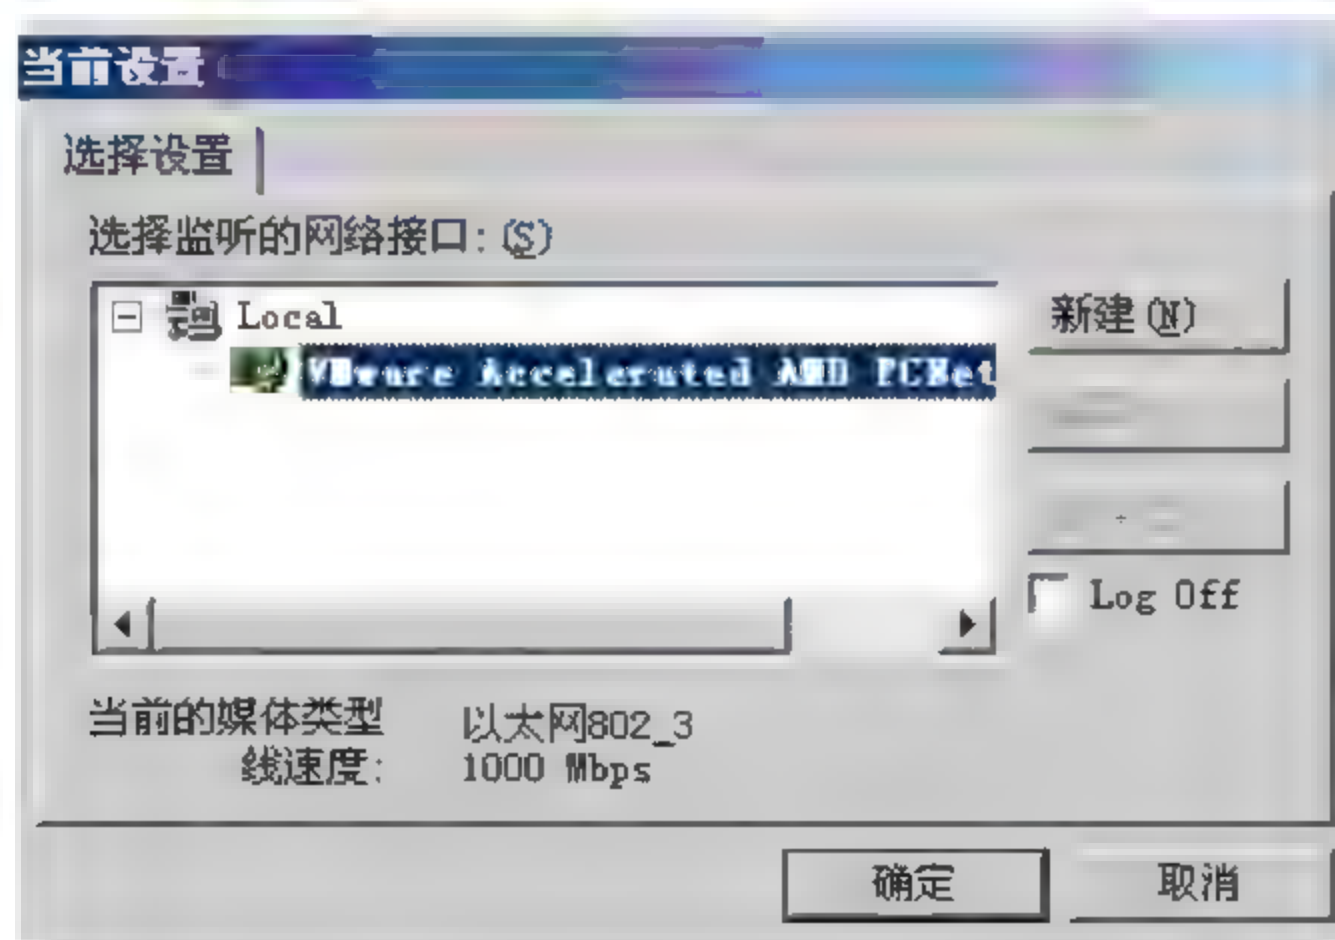 当前设置
选择设置
选择监听的网络接口: (S)
Local
新建(N)
VMware Accelerated AMD PCNet
Log Off
当前的媒体类型 以太网802_3
线速度: 1000 Mbps
确定 取消